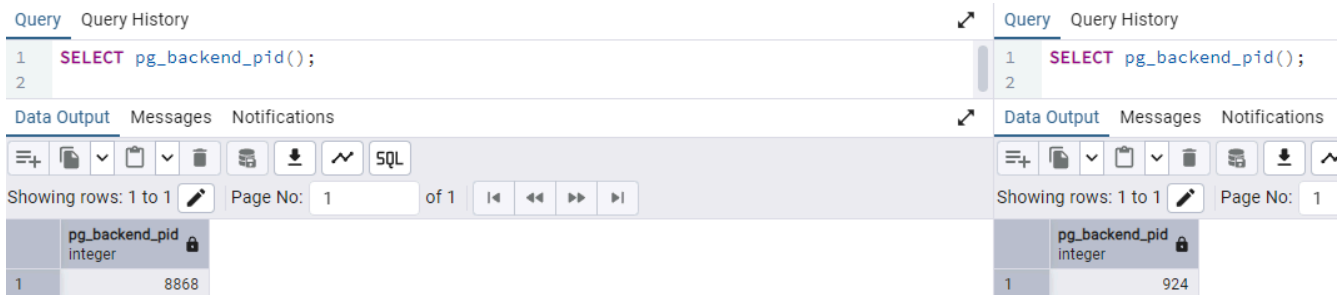 Query Query History
1 SELECT pg_backend_pid();
2
Data Output Messages Notifications
SQL
Showing rows: 1 to 1 Page No: 1 of 1
pg_backend_pid
integer
1 8868
Query Query History
1 SELECT pg_backend_pid();
2
Data Output Messages Notifications
Showing rows: 1 to 1 Page No: 1
pg_backend_pid
integer
1 924